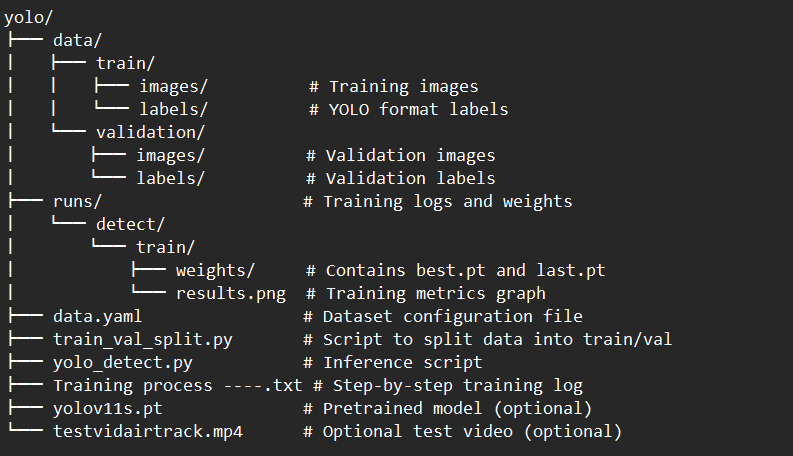 yolo/
├── data/
│   ├── train/
│   │   ├── images/          # Training images
│   │   └── labels/          # YOLO format labels
│   └── validation/
│       ├── images/          # Validation images
│       └── labels/          # Validation labels
├── runs/                    # Training logs and weights
│   └── detect/
│       └── train/
│           ├── weights/     # Contains best.pt and last.pt
│           └── results.png  # Training metrics graph
├── data.yaml                # Dataset configuration file
├── train_val_split.py       # Script to split data into train/val
├── yolo_detect.py           # Inference script
├── Training process ----.txt # Step-by-step training log
├── yolov11s.pt              # Pretrained model (optional)
└── testvidairtrack.mp4      # Optional test video (optional)